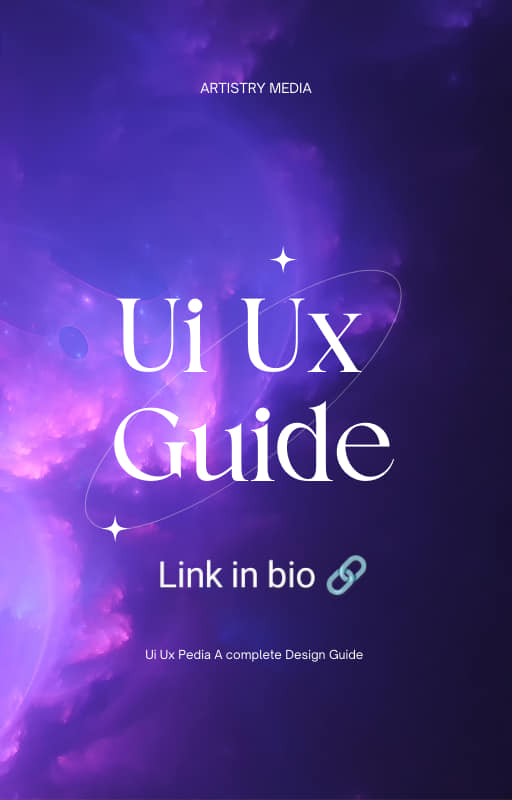 ARTISTRY MEDIA
Ui Ux
Guide
Link in bio 🔗
Ui Ux Pedia A complete Design Guide